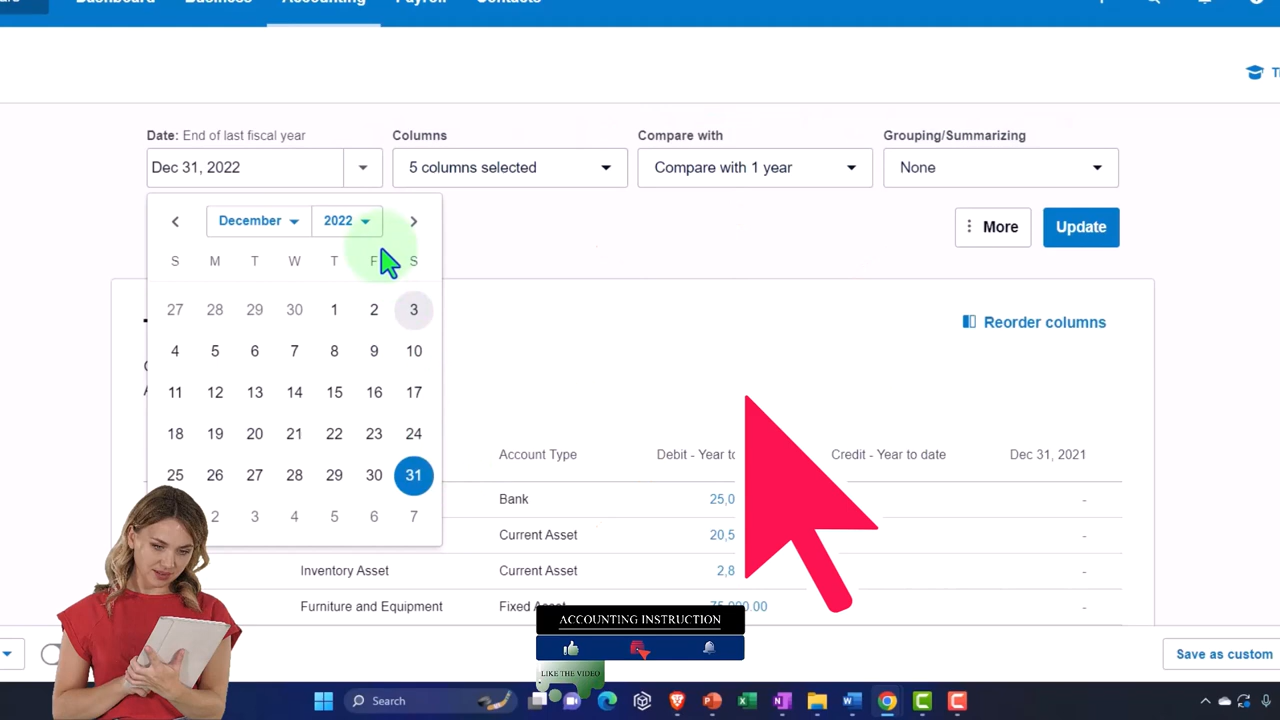 Dashboard Business Accounting Payroll Contacts
Date: End of last fiscal year Columns Compare with Grouping/Summarizing
Dec 31, 2022 5 columns selected Compare with 1 year None
December 2022
More Update
S M T W T F S
27 28 29 30 1 2 3
Reorder columns
4 5 6 7 8 9 10
11 12 13 14 15 16 17
18 19 20 21 22 23 24
Account Type Debit - Year to Credit - Year to date Dec 31, 2021
25 26 27 28 29 30 31
Bank 25,0 -
2 3 4 5 6 7
Current Asset 20,5 -
Inventory Asset Current Asset 2,8 -
Furniture and Equipment Fixed Asset -
ACCOUNTING INSTRUCTION
LIKE THE VIDEO
Save as custom
Search